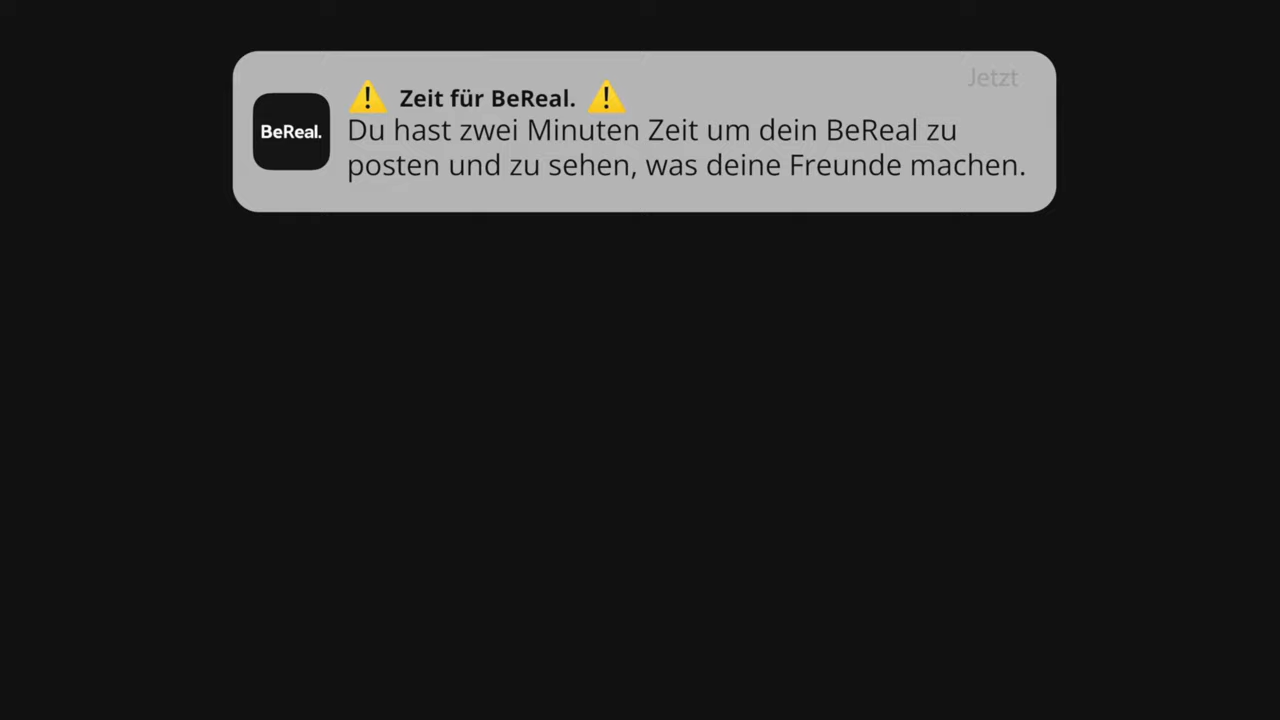 Jetzt
⚠️ Zeit für BeReal. ⚠️
BeReal.
Du hast zwei Minuten Zeit um dein BeReal zu
posten und zu sehen, was deine Freunde machen.